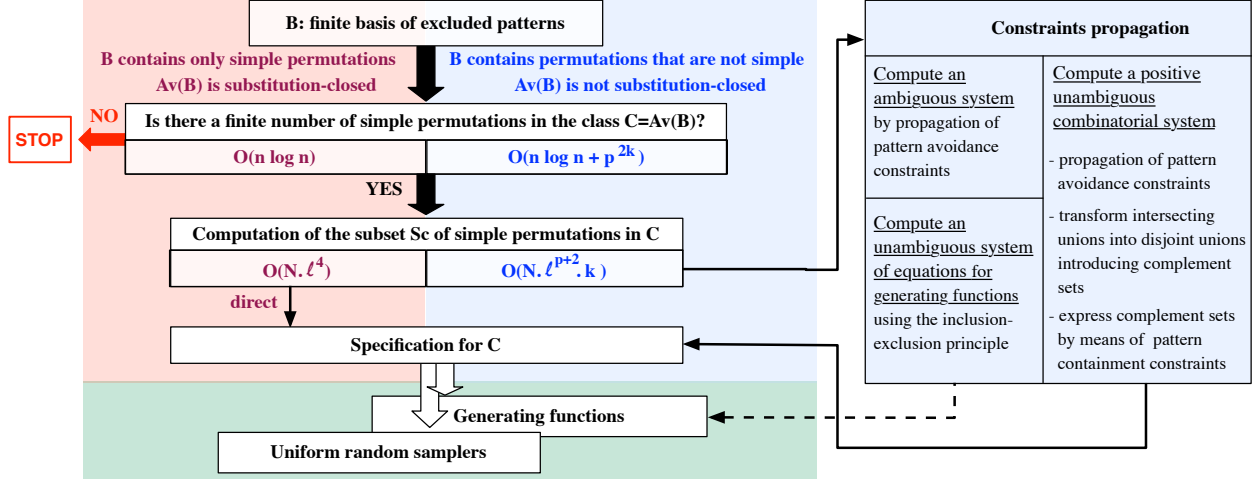 B: finite basis of excluded patterns
B contains only simple permutations
Av(B) is substitution-closed
B contains permutations that are not simple
Av(B) is not substitution-closed
Is there a finite number of simple permutations in the class C=Av(B)?
NO
STOP
O(n log n)
O(n log n + p^{2k})
YES
Computation of the subset Sc of simple permutations in C
O(N. ℓ^4)
O(N. ℓ^{p+2}. k )
direct
Specification for C
Generating functions
Uniform random samplers
Constraints propagation
Compute an
ambiguous system
by propagation of
pattern avoidance
constraints
Compute an
unambiguous system
of equations for
generating functions
using the inclusion-
exclusion principle
Compute a positive
unambiguous
combinatorial system
- propagation of pattern
avoidance constraints
- transform intersecting
unions into disjoint unions
introducing complement
sets
- express complement sets
by means of pattern
containment constraints